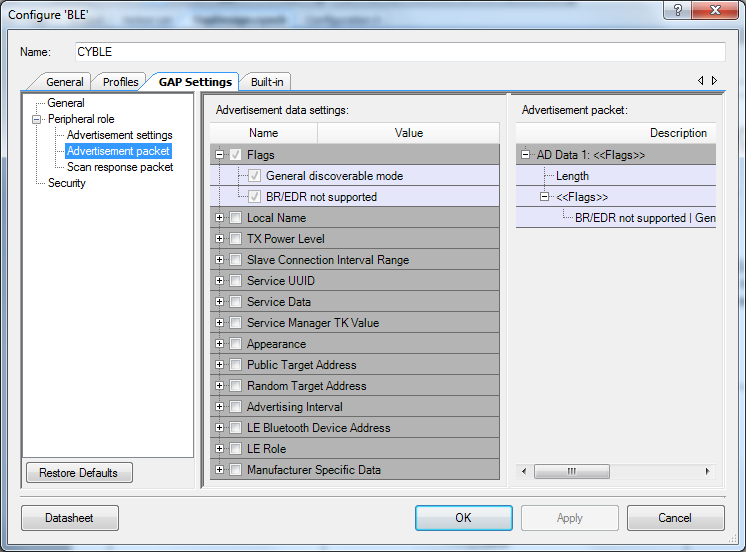 Configure 'BLE'
Name:
CYBLE
General
Profiles
GAP Settings
Built-in
General
Peripheral role
Advertisement settings
Advertisement packet
Scan response packet
Security
Restore Defaults
Advertisement data settings:
Name
Value
Flags
General discoverable mode
BR/EDR not supported
Local Name
TX Power Level
Slave Connection Interval Range
Service UUID
Service Data
Service Manager TK Value
Appearance
Public Target Address
Random Target Address
Advertising Interval
LE Bluetooth Device Address
LE Role
Manufacturer Specific Data
Advertisement packet:
Description
AD Data 1: <<Flags>>
Length
<<Flags>>
BR/EDR not supported | Gen
Datasheet
OK
Apply
Cancel